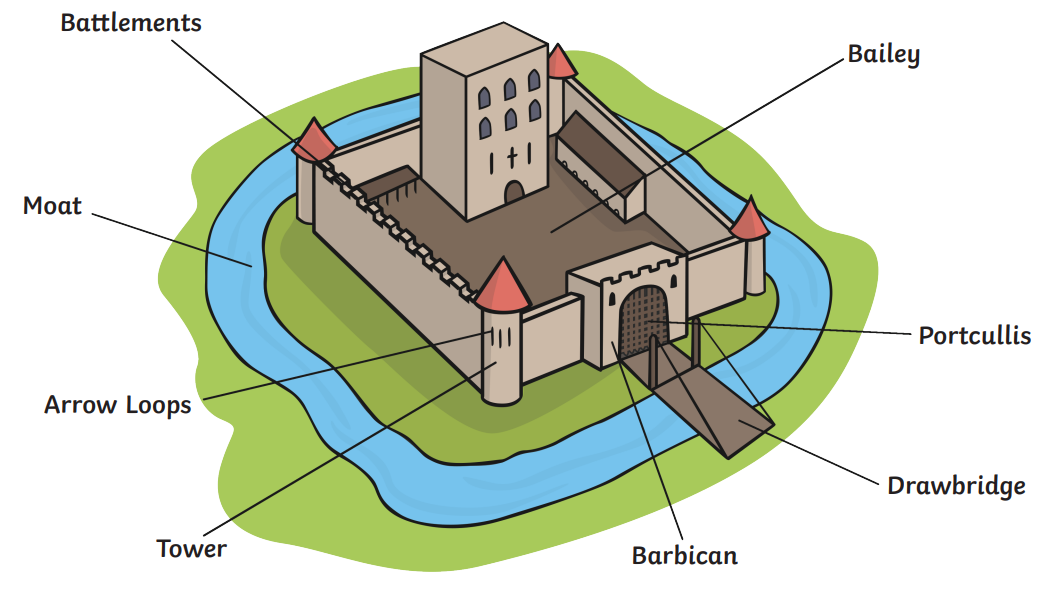 Battlements
Bailey
Moat
Portcullis
Arrow Loops
Drawbridge
Tower
Barbican